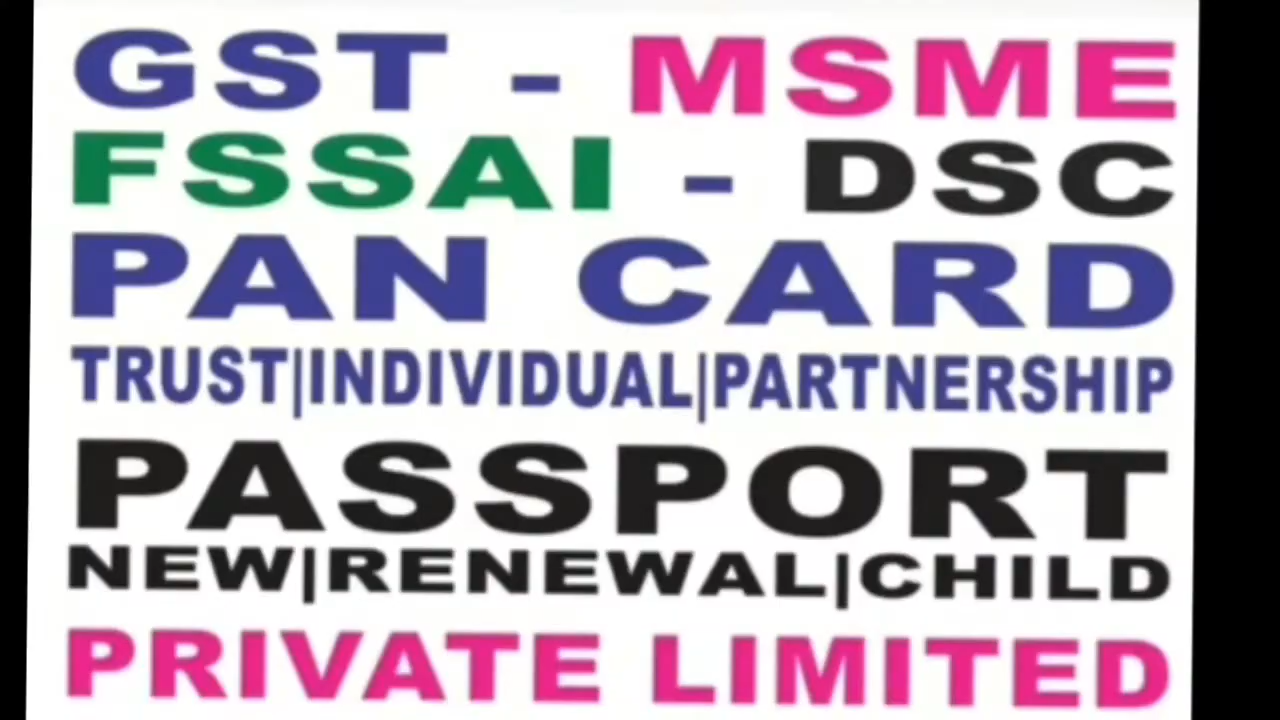 GST - MSME
FSSAI - DSC
PAN CARD
TRUST|INDIVIDUAL|PARTNERSHIP
PASSPORT
NEW|RENEWAL|CHILD
PRIVATE LIMITED